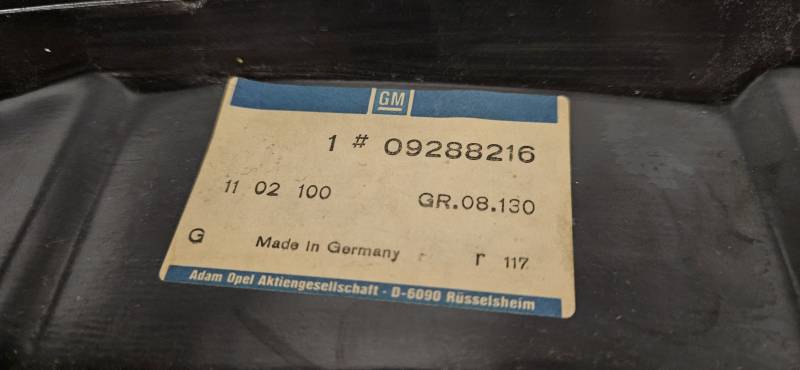 GM
1 # 09288216
11 02 100 GR.08.130
G Made in Germany r r 117
Adam Opel Aktiengesellschaft - D-6090 Rüsselsheim